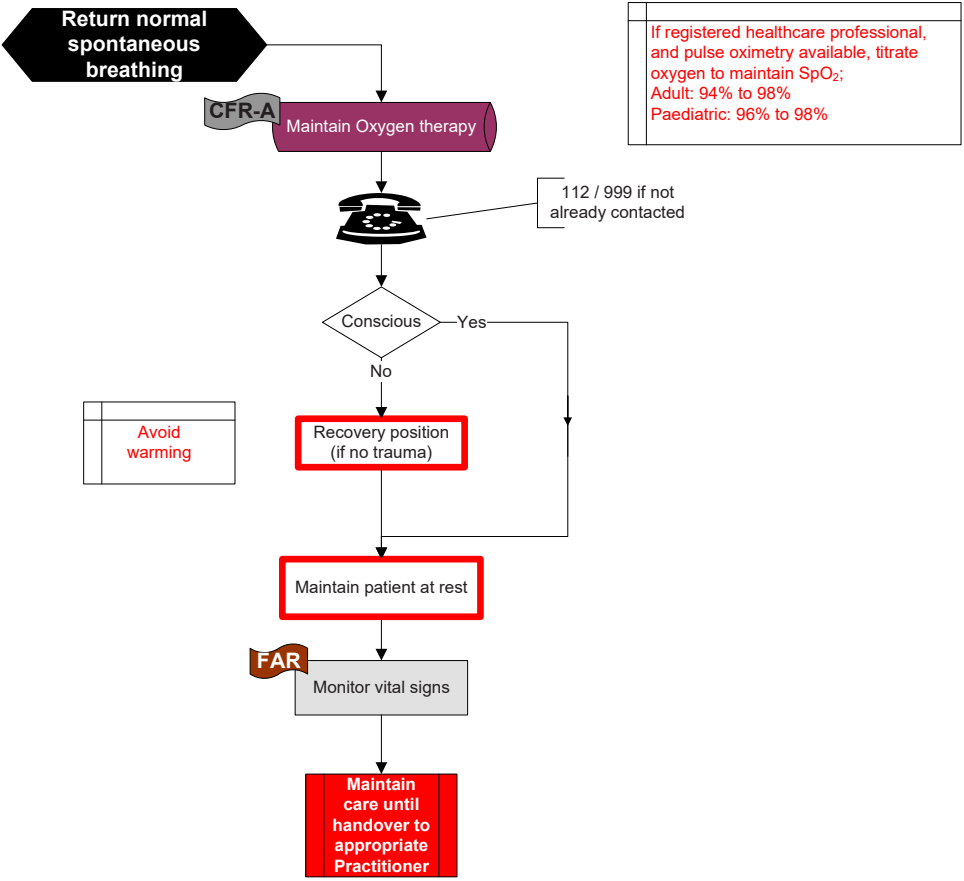 Return normal
spontaneous
breathing
If registered healthcare professional,
and pulse oximetry available, titrate
oxygen to maintain SpO₂;
Adult: 94% to 98%
Paediatric: 96% to 98%
CFR-A
Maintain Oxygen therapy
112 / 999 if not
already contacted
Conscious
Yes
No
Avoid
warming
Recovery position
(if no trauma)
Maintain patient at rest
FAR
Monitor vital signs
Maintain
care until
handover to
appropriate
Practitioner